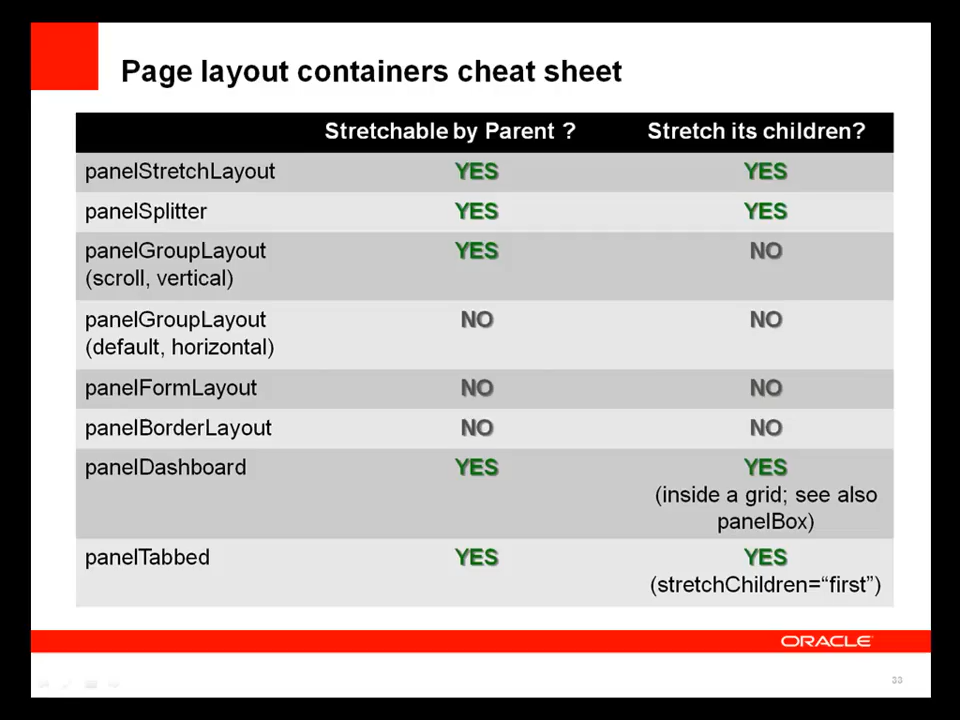 Page layout containers cheat sheet
Stretchable by Parent ? Stretch its children?
panelStretchLayout YES YES
panelSplitter YES YES
panelGroupLayout YES NO
(scroll, vertical)
panelGroupLayout NO NO
(default, horizontal)
panelFormLayout NO NO
panelBorderLayout NO NO
panelDashboard YES YES
(inside a grid; see also
panelBox)
panelTabbed YES YES
(stretchChildren=“first”)
ORACLE
33